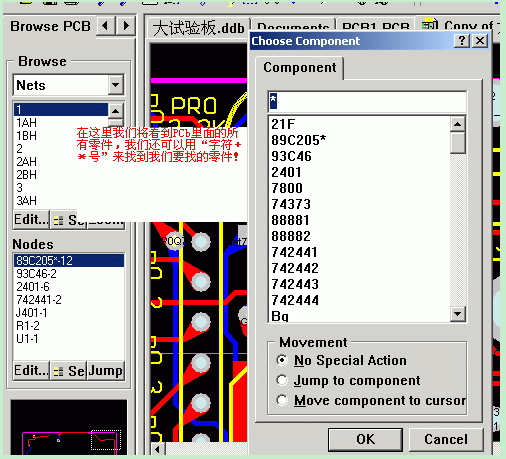 Browse PCB
大试验板.ddb
Documents
PCB1.PCB
Copy of
Browse
Nets
1
1AH
1BH
2
2AH
2BH
3
3AH
Edit...
Se
Zoom
在这里我们将看到PCb里面的所
有零件，我们还可以用“字符+
*号”来找到我们要找的零件!
Nodes
89C205*-12
93C46-2
2401-6
742441-2
J401-1
R1-2
U1-1
Edit...
Se
Jump
PRO
Choose Component
Component
*
21F
89C205*
93C46
2401
7800
74373
88881
88882
742441
742442
742443
742444
Bg
Movement
No Special Action
Jump to component
Move component to cursor
OK
Cancel